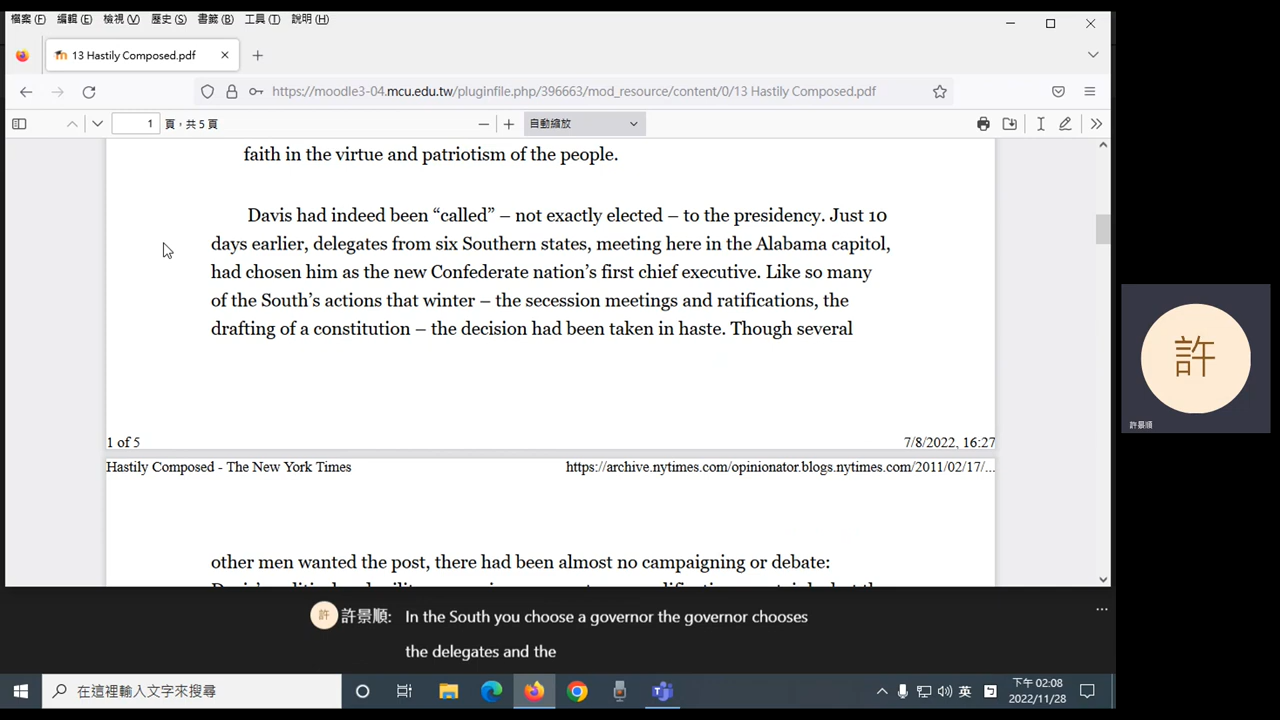 檔案(F) 編輯(E) 檢視(V) 歷史(S) 書籤(B) 工具(T) 說明(H)
13 Hastily Composed.pdf
https://moodle3-04.mcu.edu.tw/pluginfile.php/396663/mod_resource/content/0/13 Hastily Composed.pdf
1 頁，共 5 頁
自動縮放
faith in the virtue and patriotism of the people.
Davis had indeed been “called” – not exactly elected – to the presidency. Just 10
days earlier, delegates from six Southern states, meeting here in the Alabama capitol,
had chosen him as the new Confederate nation’s first chief executive. Like so many
of the South’s actions that winter – the secession meetings and ratifications, the
drafting of a constitution – the decision had been taken in haste. Though several
1 of 5
7/8/2022, 16:27
Hastily Composed - The New York Times
https://archive.nytimes.com/opinionator.blogs.nytimes.com/2011/02/17/...
other men wanted the post, there had been almost no campaigning or debate:
許
許景順
許 許景順: In the South you choose a governor the governor chooses
the delegates and the
在這裡輸入文字來搜尋
英
下午 02:08
2022/11/28